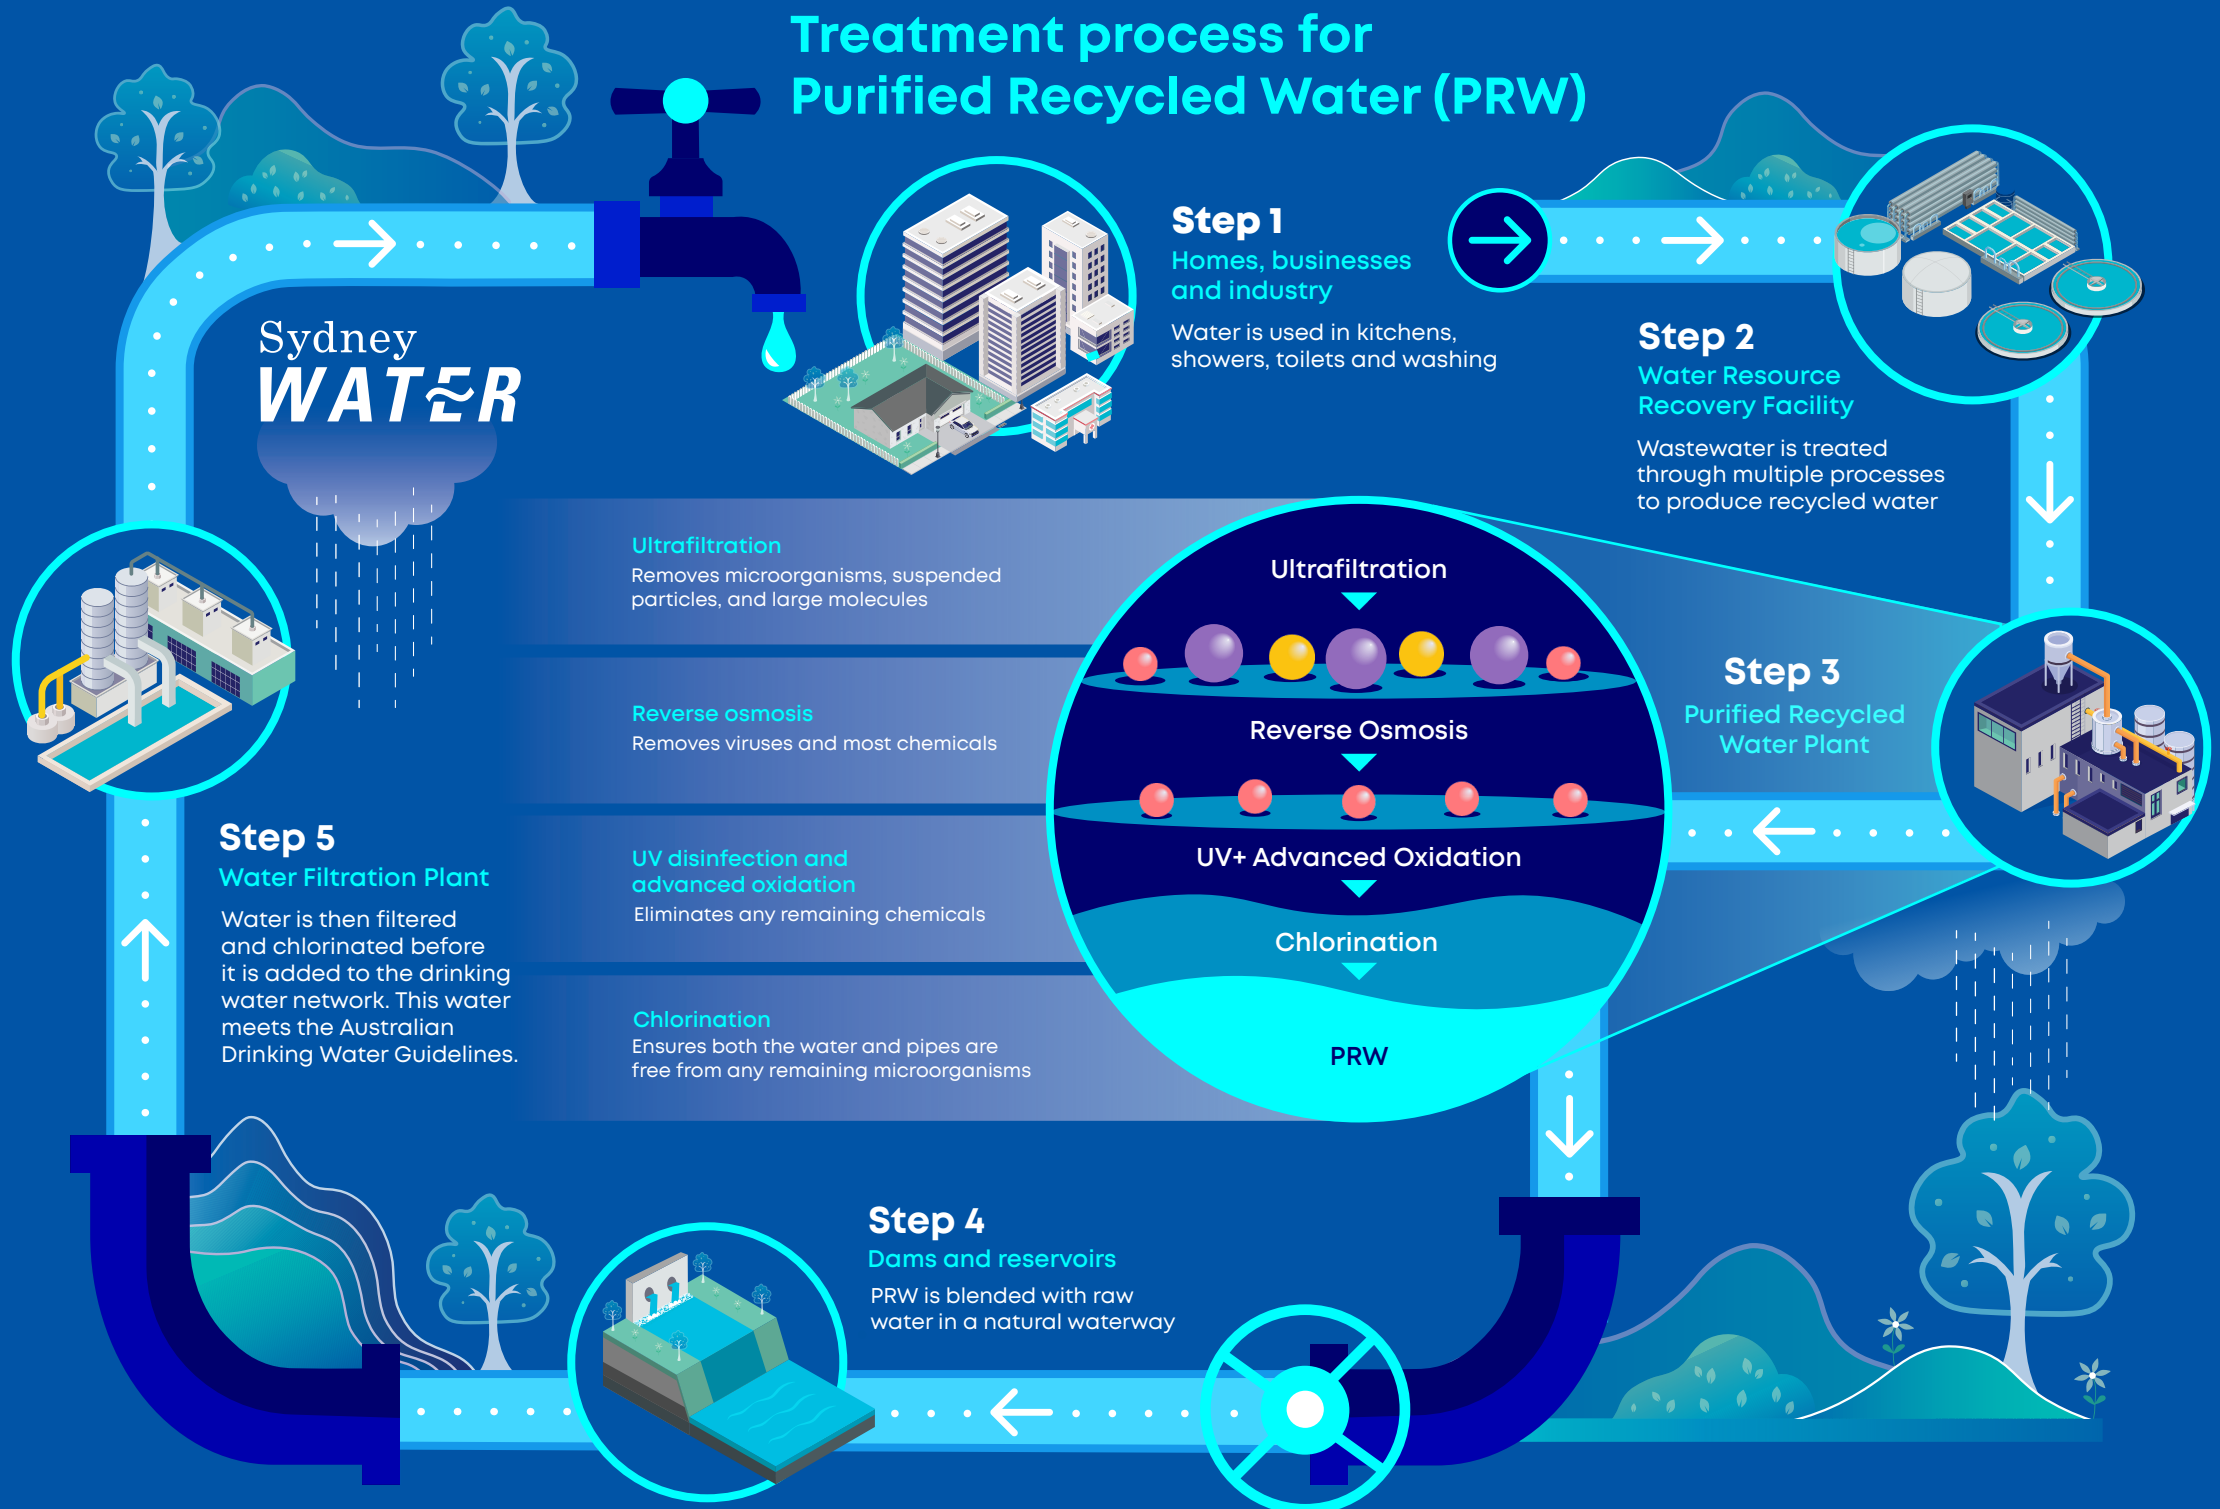 Treatment process for
Purified Recycled Water (PRW)
Sydney
WATER
Step 1
Homes, businesses
and industry
Water is used in kitchens,
showers, toilets and washing
Step 2
Water Resource
Recovery Facility
Wastewater is treated
through multiple processes
to produce recycled water
Step 3
Purified Recycled
Water Plant
Ultrafiltration
Reverse Osmosis
UV+ Advanced Oxidation
Chlorination
PRW
Ultrafiltration
Removes microorganisms, suspended
particles, and large molecules
Reverse osmosis
Removes viruses and most chemicals
UV disinfection and
advanced oxidation
Eliminates any remaining chemicals
Chlorination
Ensures both the water and pipes are
free from any remaining microorganisms
Step 4
Dams and reservoirs
PRW is blended with raw
water in a natural waterway
Step 5
Water Filtration Plant
Water is then filtered
and chlorinated before
it is added to the drinking
water network. This water
meets the Australian
Drinking Water Guidelines.